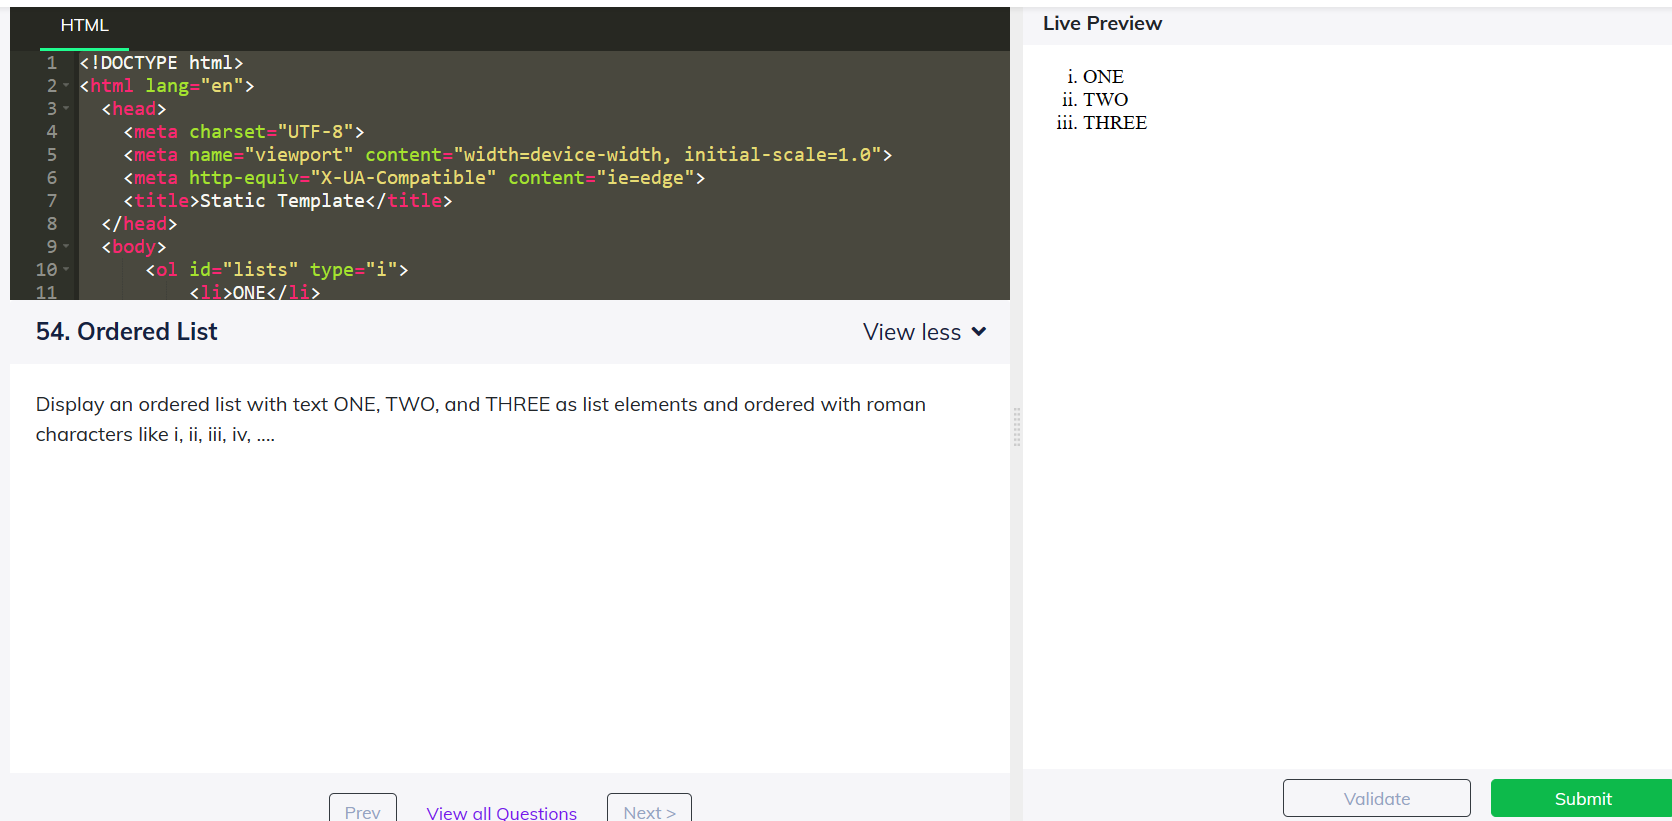 HTML
Live Preview
1 <!DOCTYPE html>
2 <html lang="en">
3 <head>
4 <meta charset="UTF-8">
5 <meta name="viewport" content="width=device-width, initial-scale=1.0">
6 <meta http-equiv="X-UA-Compatible" content="ie=edge">
7 <title>Static Template</title>
8 </head>
9 <body>
10 <ol id="lists" type="i">
11 <li>ONE</li>
i. ONE
ii. TWO
iii. THREE
54. Ordered List
View less
Display an ordered list with text ONE, TWO, and THREE as list elements and ordered with roman
characters like i, ii, iii, iv, ....
Prev
View all Questions
Next >
Validate
Submit